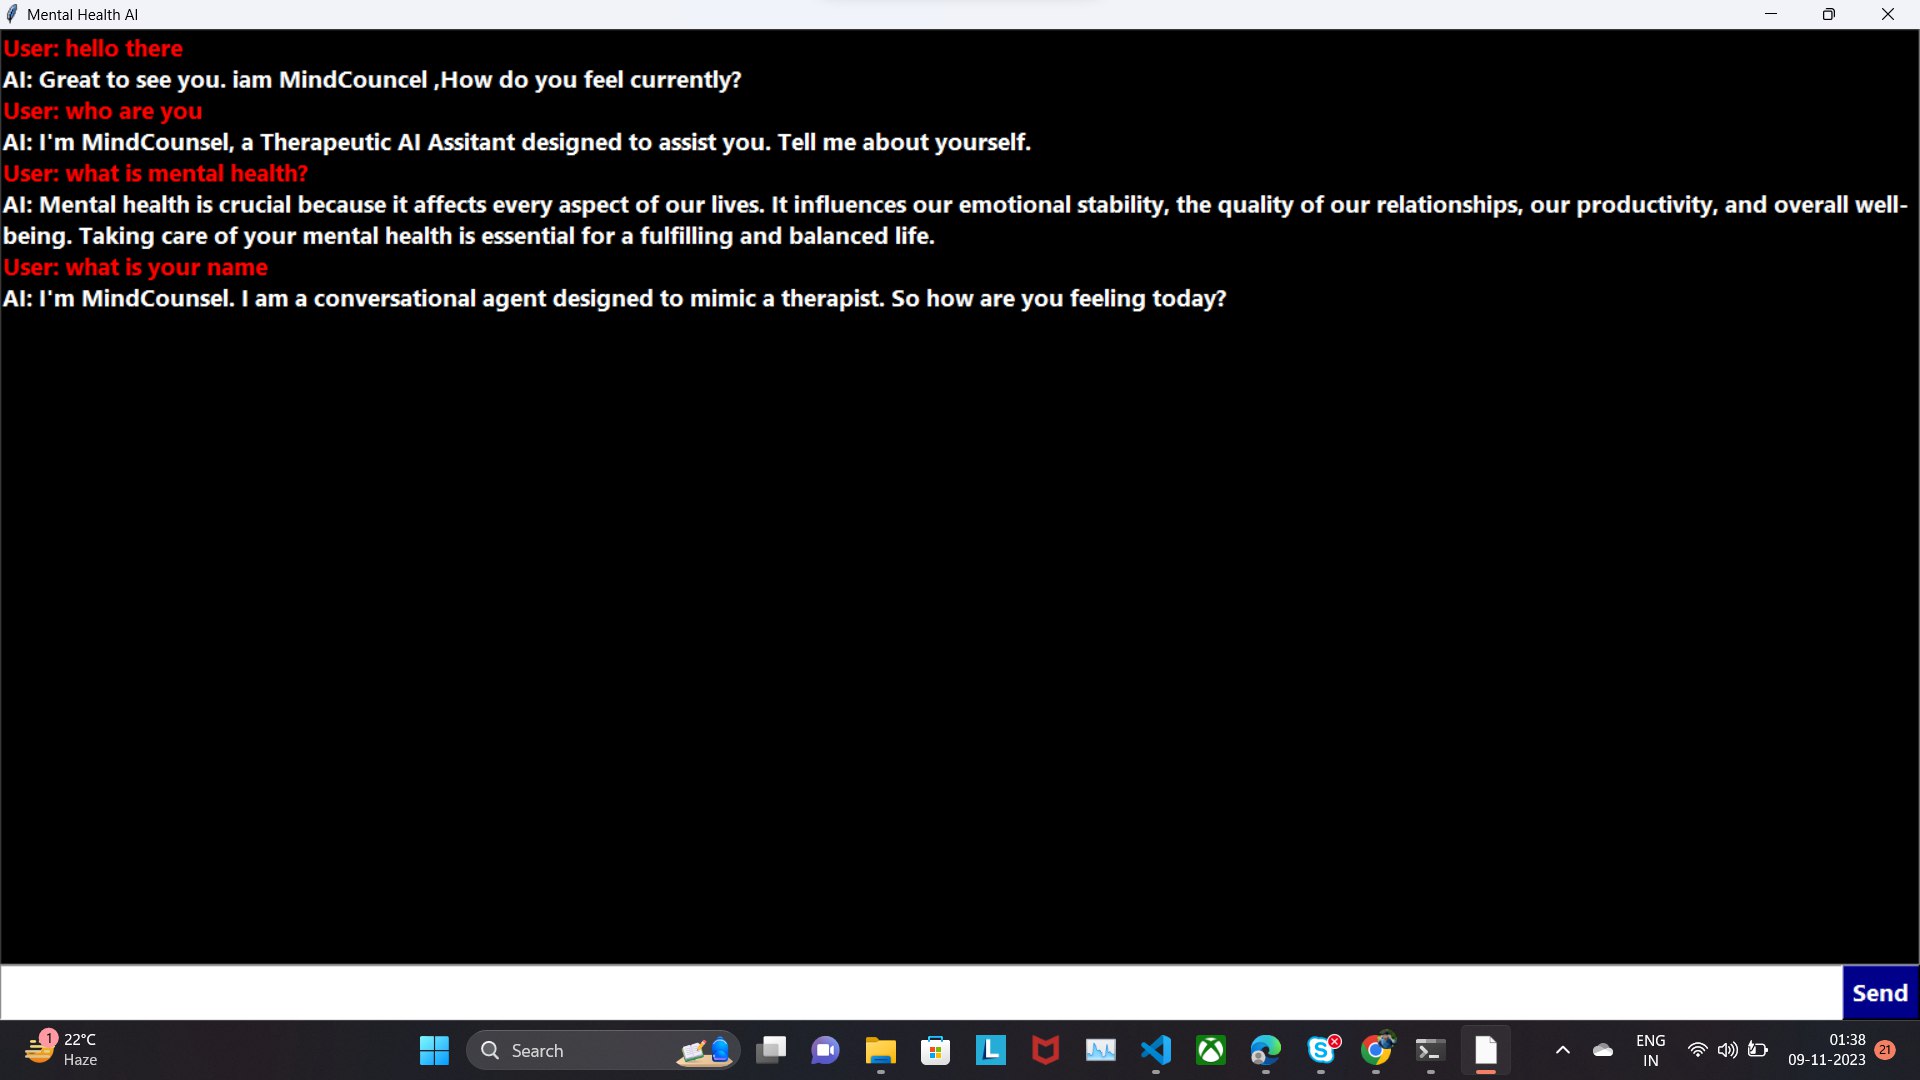 Mental Health AI
User: hello there
AI: Great to see you. iam MindCouncel ,How do you feel currently?
User: who are you
AI: I'm MindCounsel, a Therapeutic AI Assitant designed to assist you. Tell me about yourself.
User: what is mental health?
AI: Mental health is crucial because it affects every aspect of our lives. It influences our emotional stability, the quality of our relationships, our productivity, and overall well-
being. Taking care of your mental health is essential for a fulfilling and balanced life.
User: what is your name
AI: I'm MindCounsel. I am a conversational agent designed to mimic a therapist. So how are you feeling today?
Send
1
22°C
Haze
Search
L
S
ENG
IN
01:38
09-11-2023
21